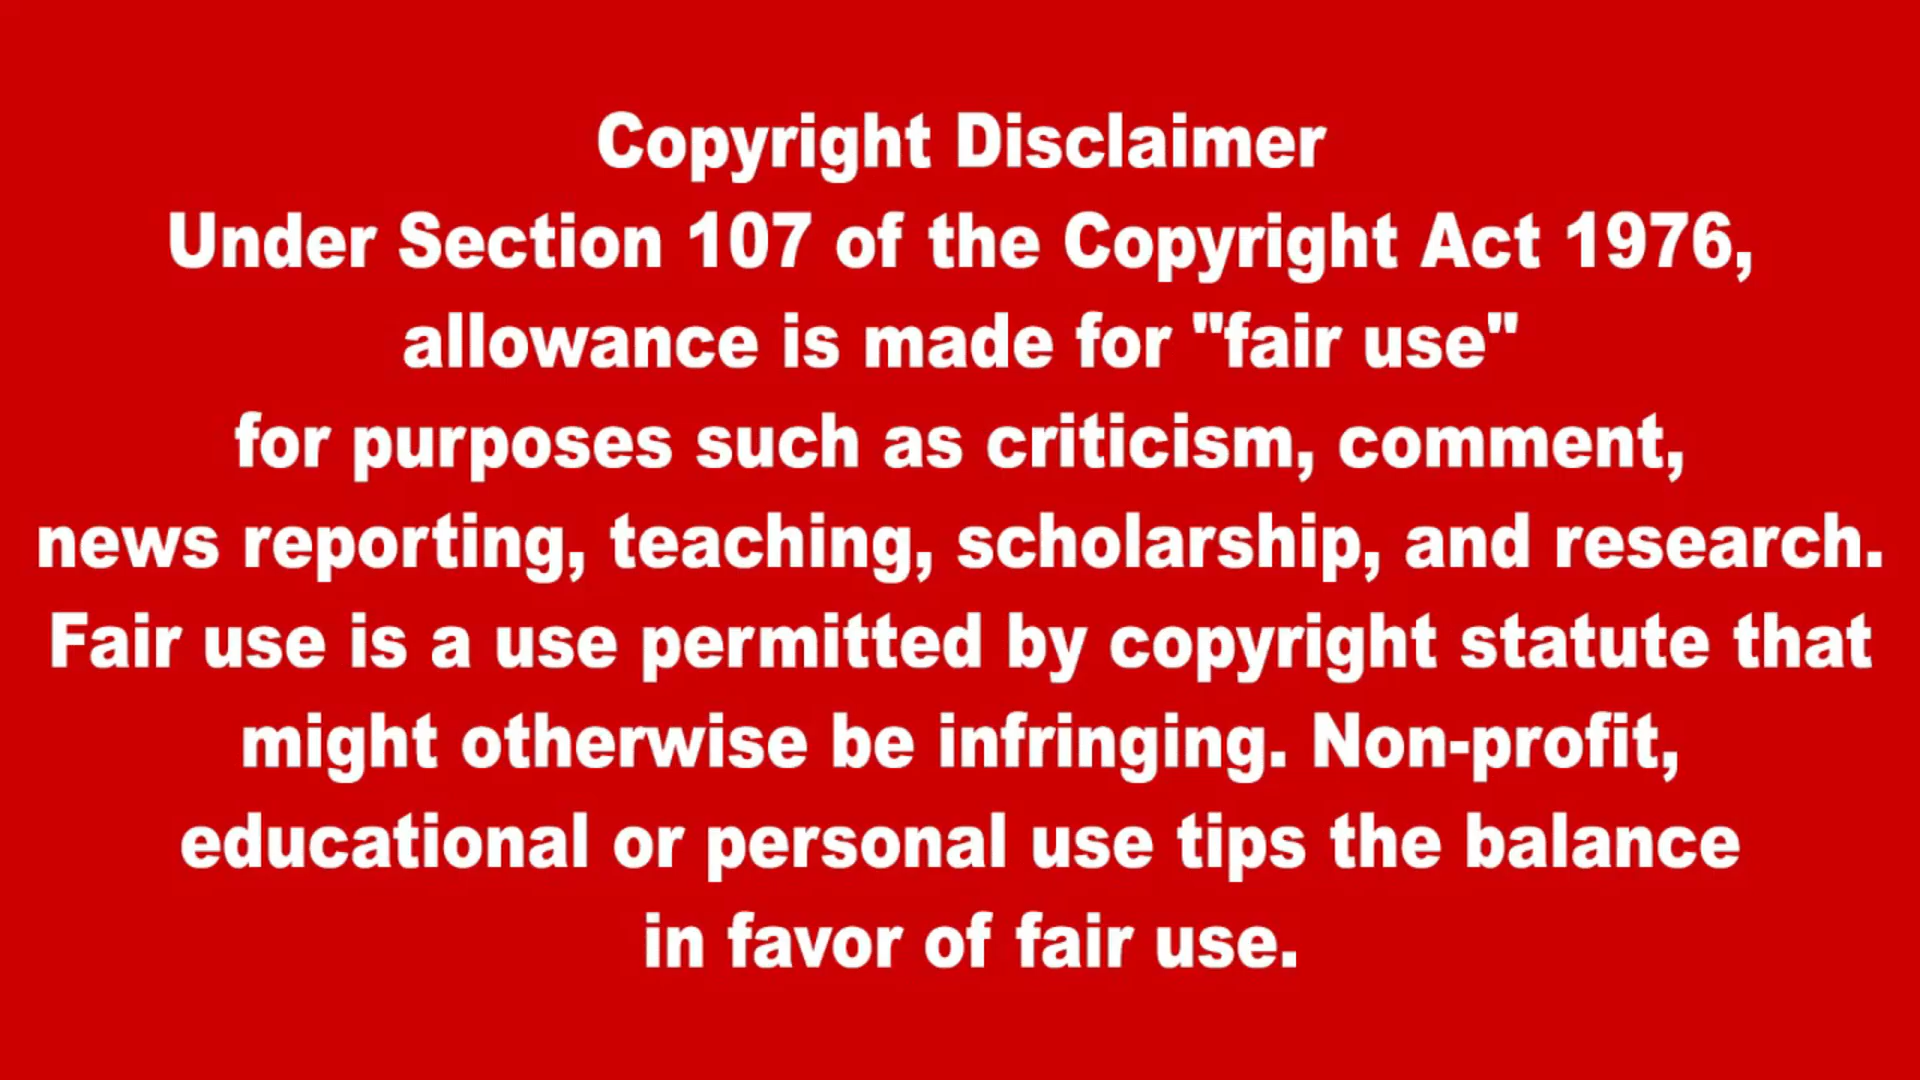 Copyright Disclaimer
Under Section 107 of the Copyright Act 1976,
allowance is made for "fair use"
for purposes such as criticism, comment,
news reporting, teaching, scholarship, and research.
Fair use is a use permitted by copyright statute that
might otherwise be infringing. Non-profit,
educational or personal use tips the balance
in favor of fair use.